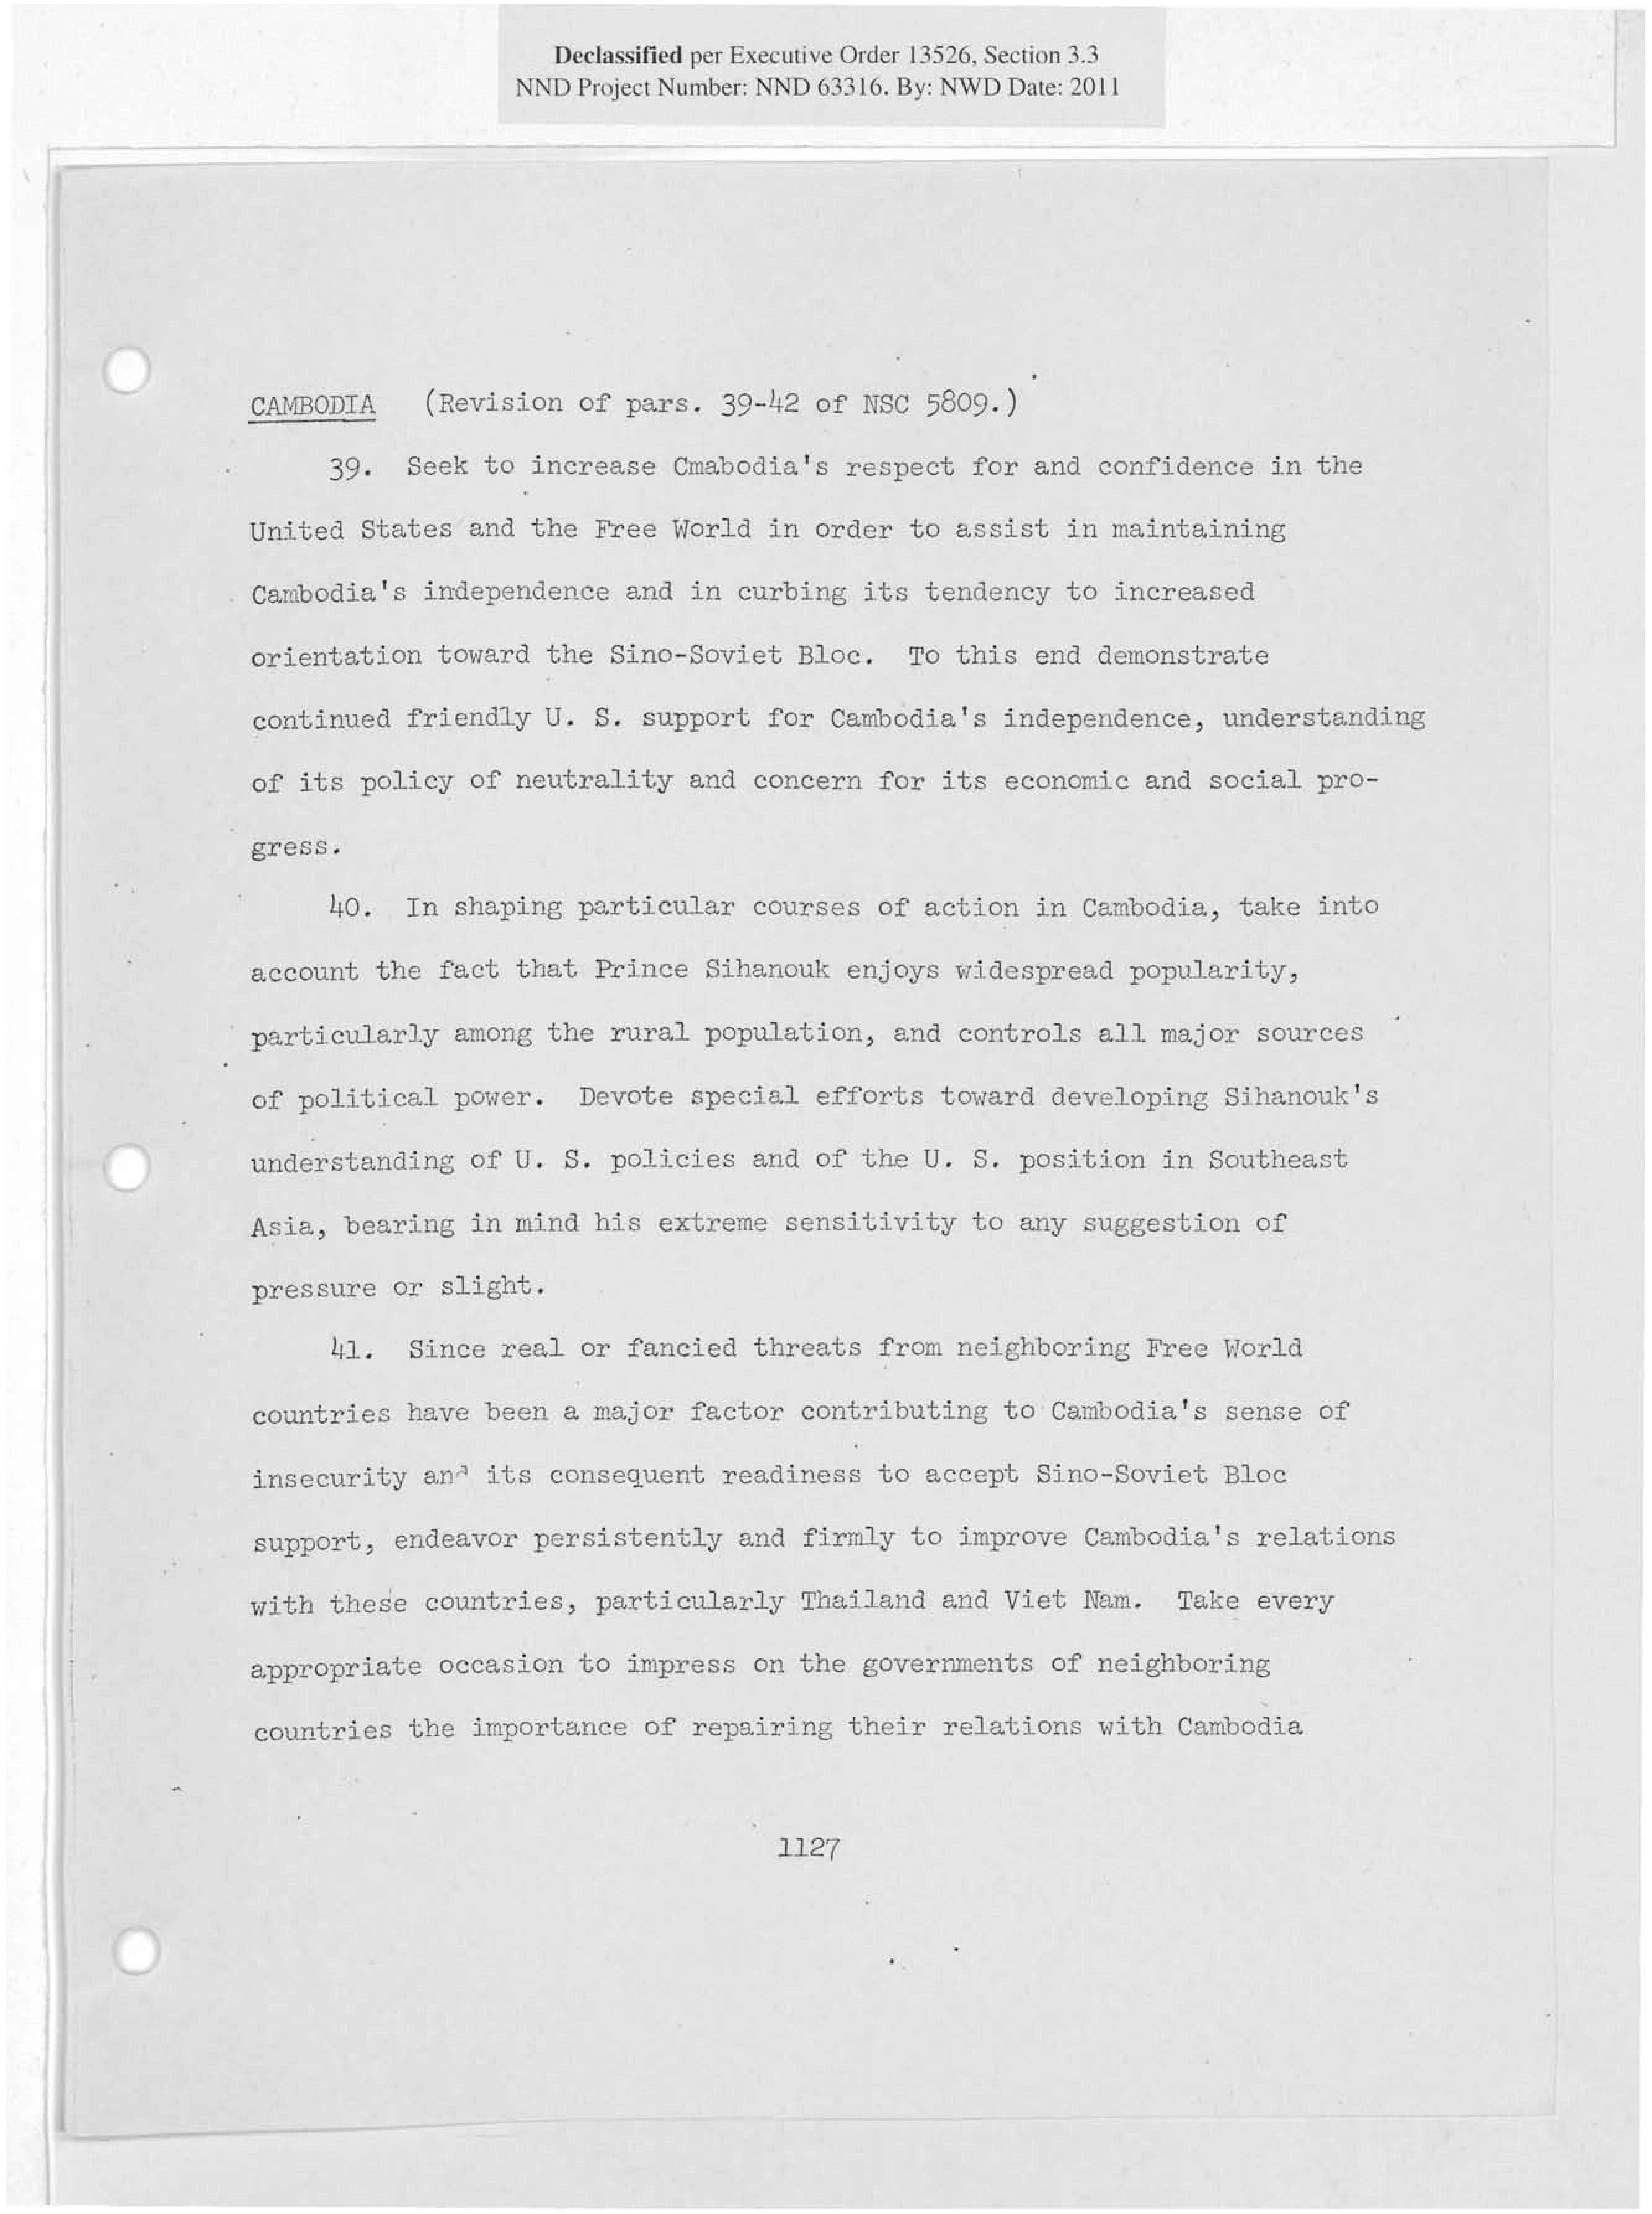 Declassified per Executive Order 13526, Section 3.3
NND Project Number: NND 63316. By: NWD Date: 2011
CAMBODIA (Revision of pars. 39-42 of NSC 5809.)
39. Seek to increase Cmabodia's respect for and confidence in the
United States and the Free World in order to assist in maintaining
Cambodia's independence and in curbing its tendency to increased
orientation toward the Sino-Soviet Bloc. To this end demonstrate
continued friendly U. S. support for Cambodia's independence, understanding
of its policy of neutrality and concern for its economic and social pro-
gress.
40. In shaping particular courses of action in Cambodia, take into
account the fact that Prince Sihanouk enjoys widespread popularity,
particularly among the rural population, and controls all major sources
of political power. Devote special efforts toward developing Sihanouk's
understanding of U. S. policies and of the U. S. position in Southeast
Asia, bearing in mind his extreme sensitivity to any suggestion of
pressure or slight.
41. Since real or fancied threats from neighboring Free World
countries have been a major factor contributing to Cambodia's sense of
insecurity and its consequent readiness to accept Sino-Soviet Bloc
support, endeavor persistently and firmly to improve Cambodia's relations
with these countries, particularly Thailand and Viet Nam. Take every
appropriate occasion to impress on the governments of neighboring
countries the importance of repairing their relations with Cambodia
1127